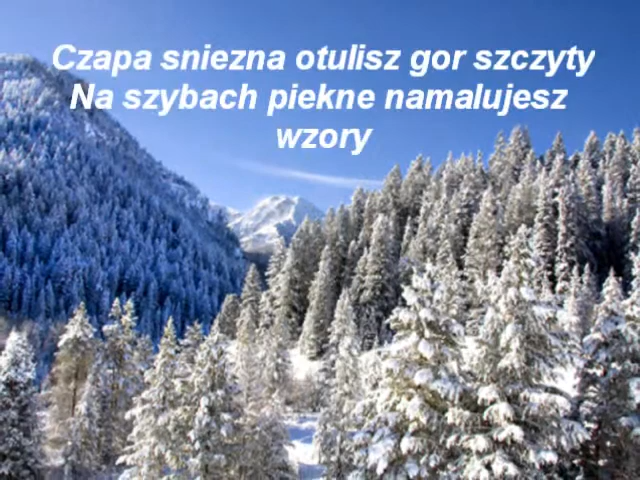 Czapa sniezna otulisz gor szczyty
Na szybach piekne namalujesz
wzory